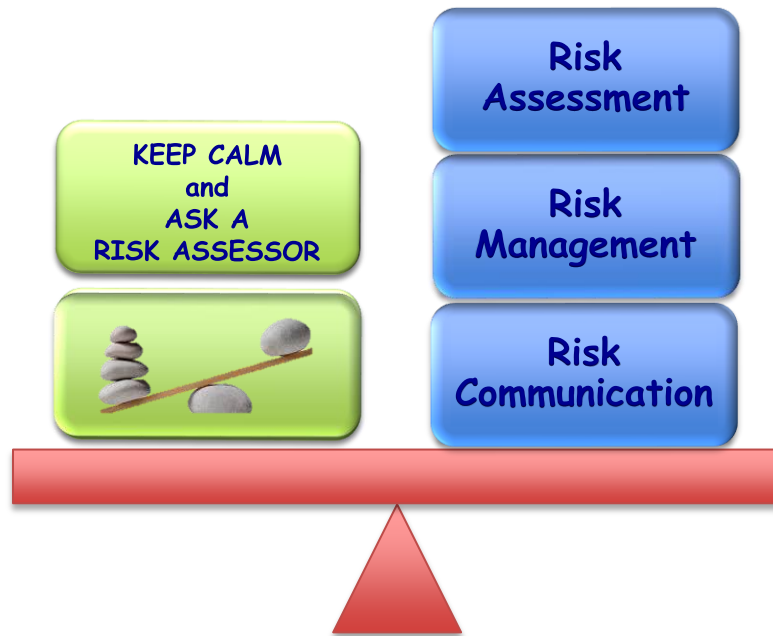 KEEP CALM
and
ASK A
RISK ASSESSOR
Risk
Assessment
Risk
Management
Risk
Communication